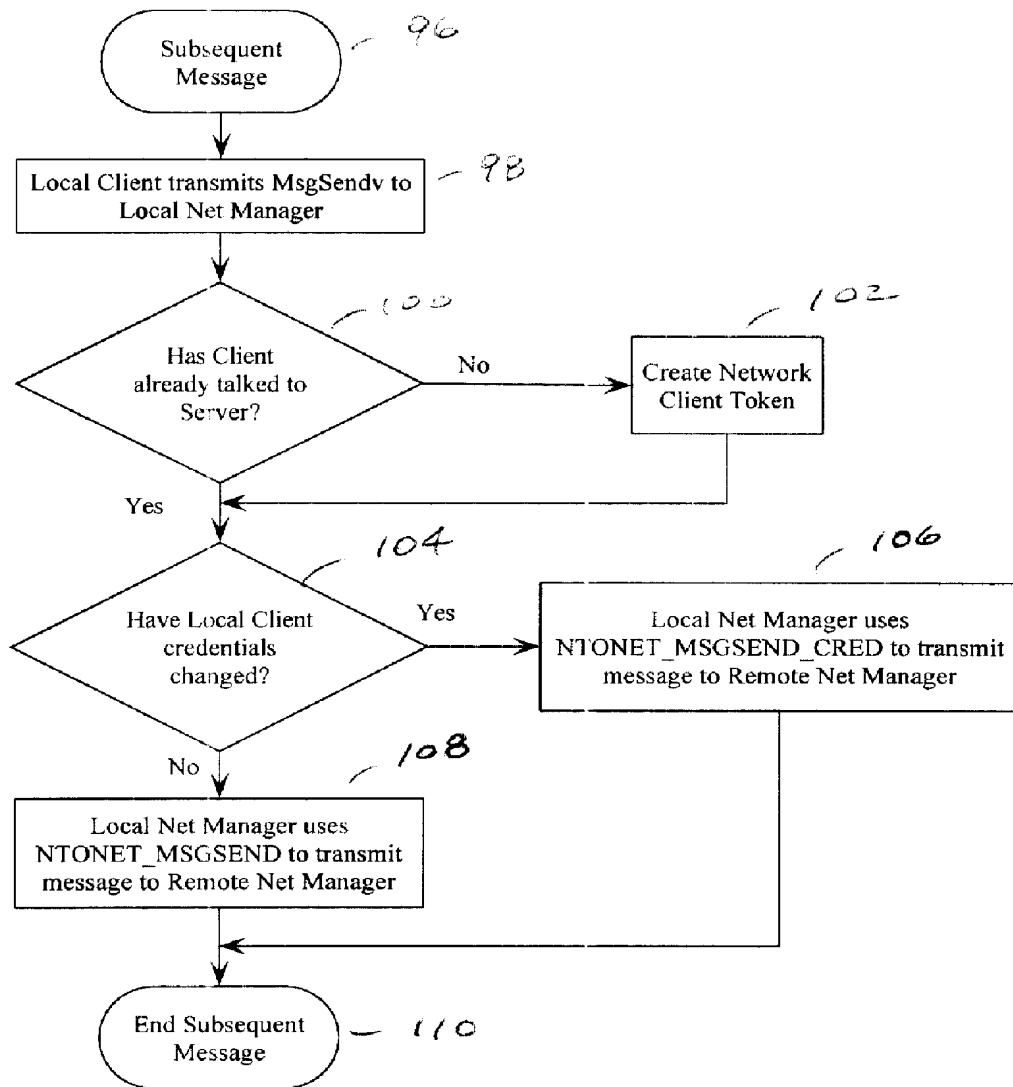 Subsequent
Message
96
Local Client transmits MsgSendv to
Local Net Manager
98
100
Has Client
already talked to
Server?
No
102
Create Network
Client Token
Yes
104
Have Local Client
credentials
changed?
Yes
106
Local Net Manager uses
NTONET_MSGSEND_CRED to transmit
message to Remote Net Manager
No
108
Local Net Manager uses
NTONET_MSGSEND to transmit
message to Remote Net Manager
End Subsequent
Message
110